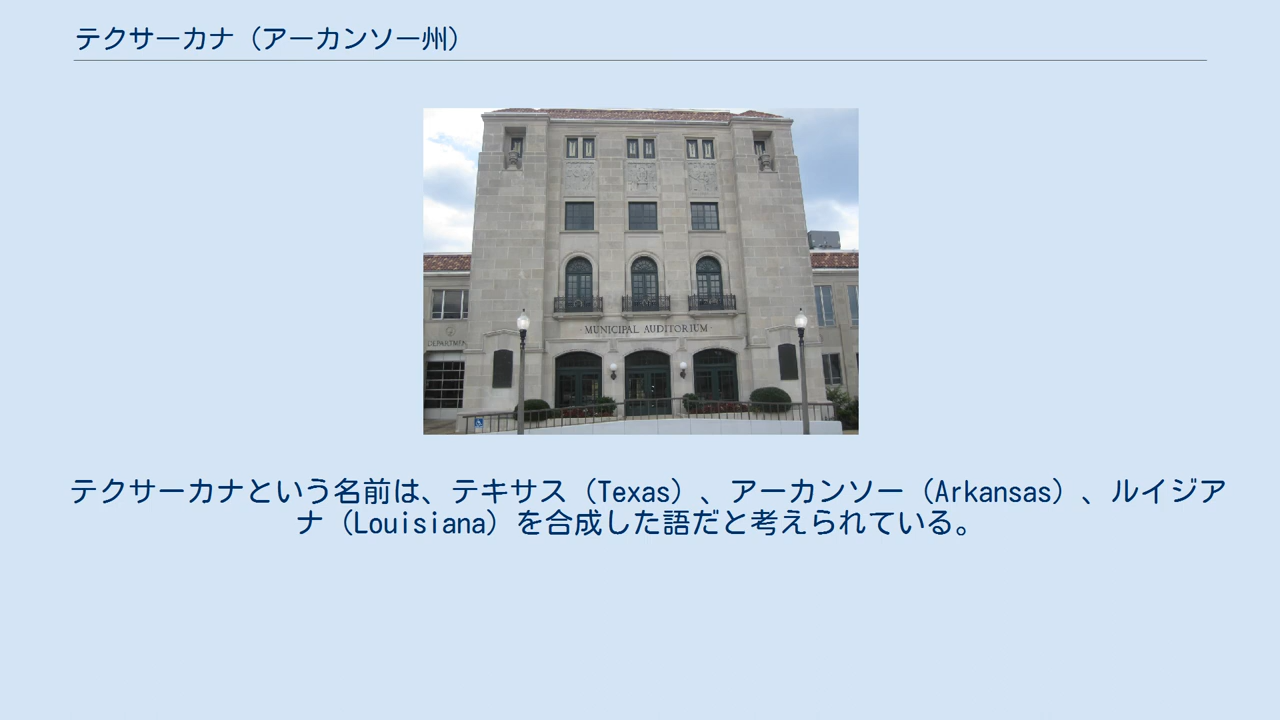 テクサーカナ（アーカンソー州）
MUNICIPAL AUDITORIUM
DEPARTMEN
テクサーカナという名前は、テキサス（Texas）、アーカンソー（Arkansas）、ルイジア
ナ（Louisiana）を合成した語だと考えられている。